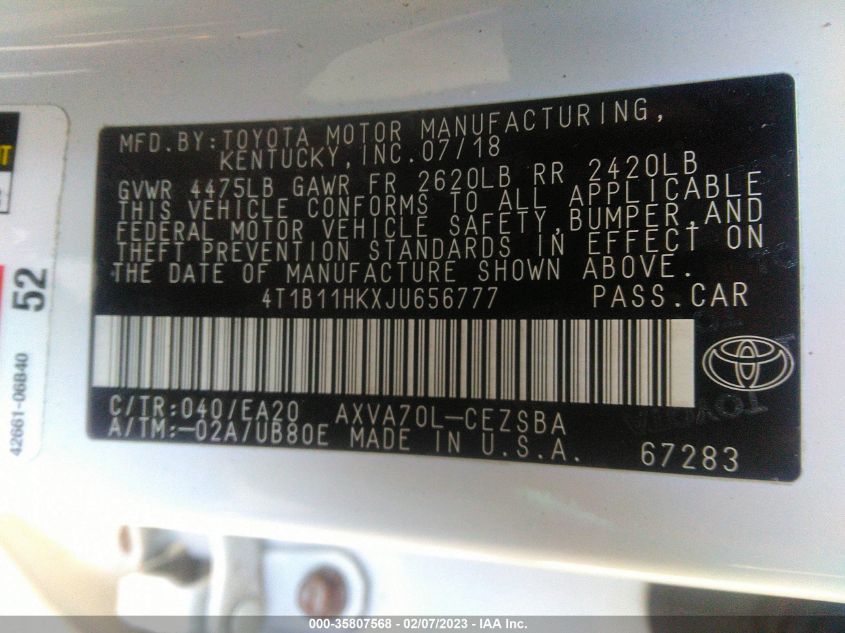 MFD.BY:TOYOTA MOTOR MANUFACTURING,
KENTUCKY,INC.07/18
GVWR 4475LB GAWR FR 2620LB RR 2420LB
THIS VEHICLE CONFORMS TO ALL APPLICABLE
FEDERAL MOTOR VEHICLE SAFETY,BUMPER,AND
THEFT PREVENTION STANDARDS IN EFFECT ON
THE DATE OF MANUFACTURE SHOWN ABOVE.
4T1B11HKXJU656777 PASS.CAR
C/TR:040/EA20 AXVA70L-CEZSBA
A/TM:-02A/UB80E MADE IN U.S.A. 67283
TOYOTA
52
42661-06B40
000-35807568 - 02/07/2023 - IAA Inc.